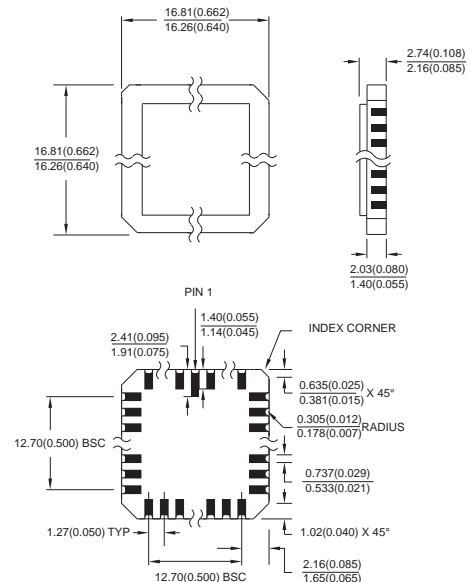 16.81(0.662)
16.26(0.640)
2.74(0.108)
2.16(0.085)
16.81(0.662)
16.26(0.640)
2.03(0.080)
1.40(0.055)
PIN 1
1.40(0.055)
1.14(0.045)
INDEX CORNER
2.41(0.095)
1.91(0.075)
0.635(0.025)
0.381(0.015) X 45°
0.305(0.012)
0.178(0.007) RADIUS
12.70(0.500) BSC
0.737(0.029)
0.533(0.021)
1.27(0.050) TYP
1.02(0.040) X 45°
12.70(0.500) BSC
2.16(0.085)
1.65(0.065)